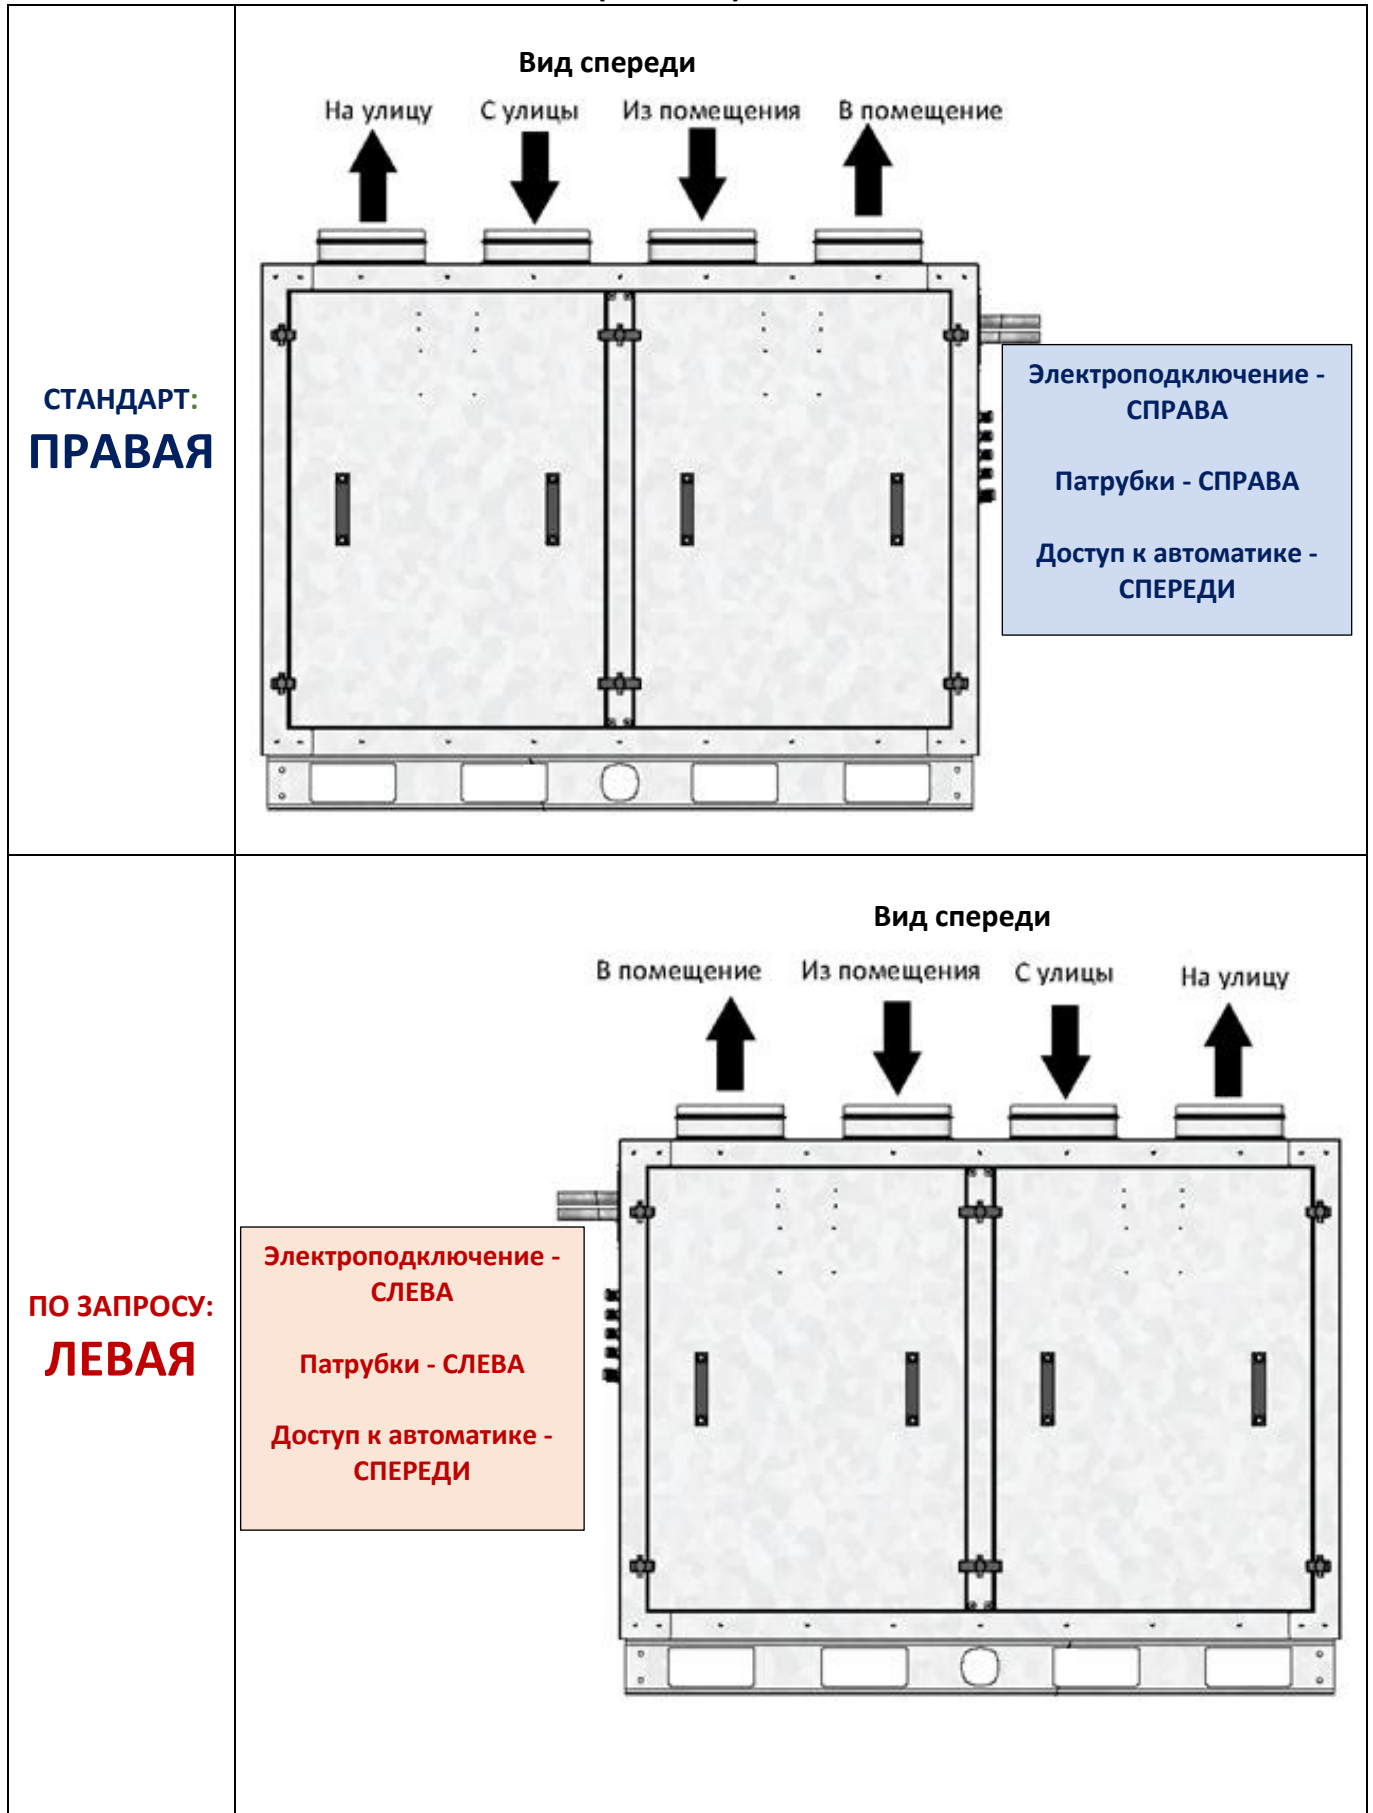 СТАНДАРТ:
ПРАВАЯ
Вид спереди
На улицу
С улицы
Из помещения
В помещение
Электроподключение -
СПРАВА
Патрубки - СПРАВА
Доступ к автоматике -
СПЕРЕДИ
ПО ЗАПРОСУ:
ЛЕВАЯ
Вид спереди
В помещение
Из помещения
С улицы
На улицу
Электроподключение -
СЛЕВА
Патрубки - СЛЕВА
Доступ к автоматике -
СПЕРЕДИ